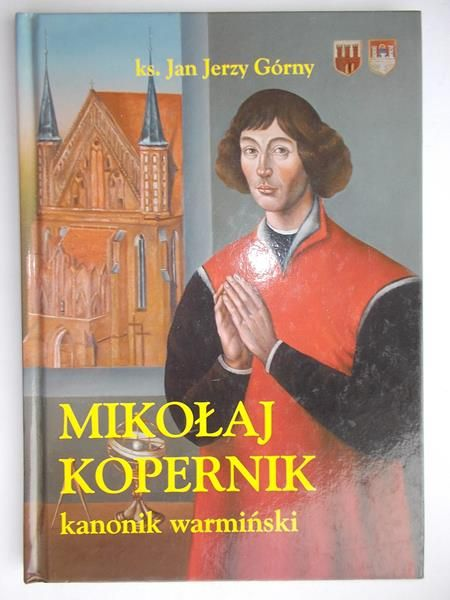 ks. Jan Jerzy Górny
MIKOŁAJ
KOPERNIK
kanonik warmiński